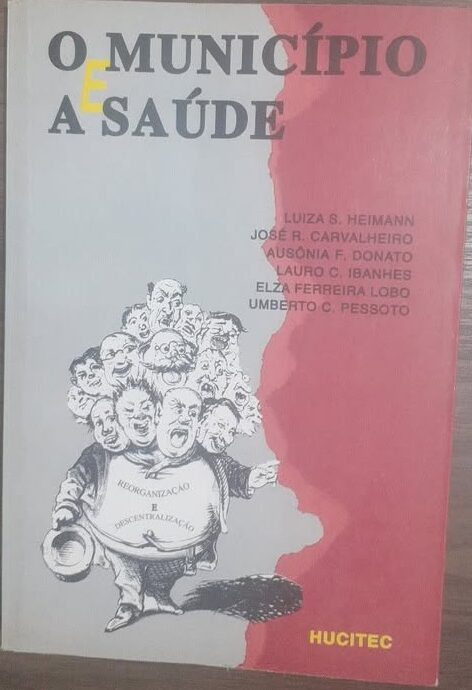 O MUNICÍPIO
E
A SAÚDE
LUIZA S. HEIMANN
JOSÉ R. CARVALHEIRO
AUSÔNIA F. DONATO
LAURO C. IBANHES
ELZA FERREIRA LOBO
UMBERTO C. PESSOTO
REORGANIZAÇÃO
E
DESCENTRALIZAÇÃO
HUCITEC